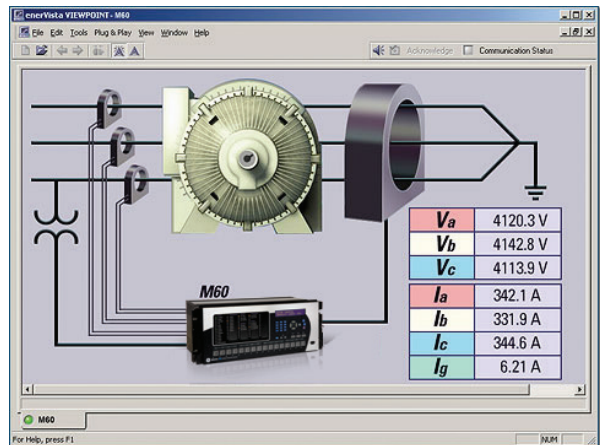 enerVista VIEWPOINT - M60
File Edit Tools Plug & Play View Window Help
Acknowledge Communication Status
Va 4120.3 V
Vb 4142.8 V
Vc 4113.9 V
M60
Ia 342.1 A
Ib 331.9 A
Ic 344.6 A
Ig 6.21 A
M60
For Help, press F1 NUM